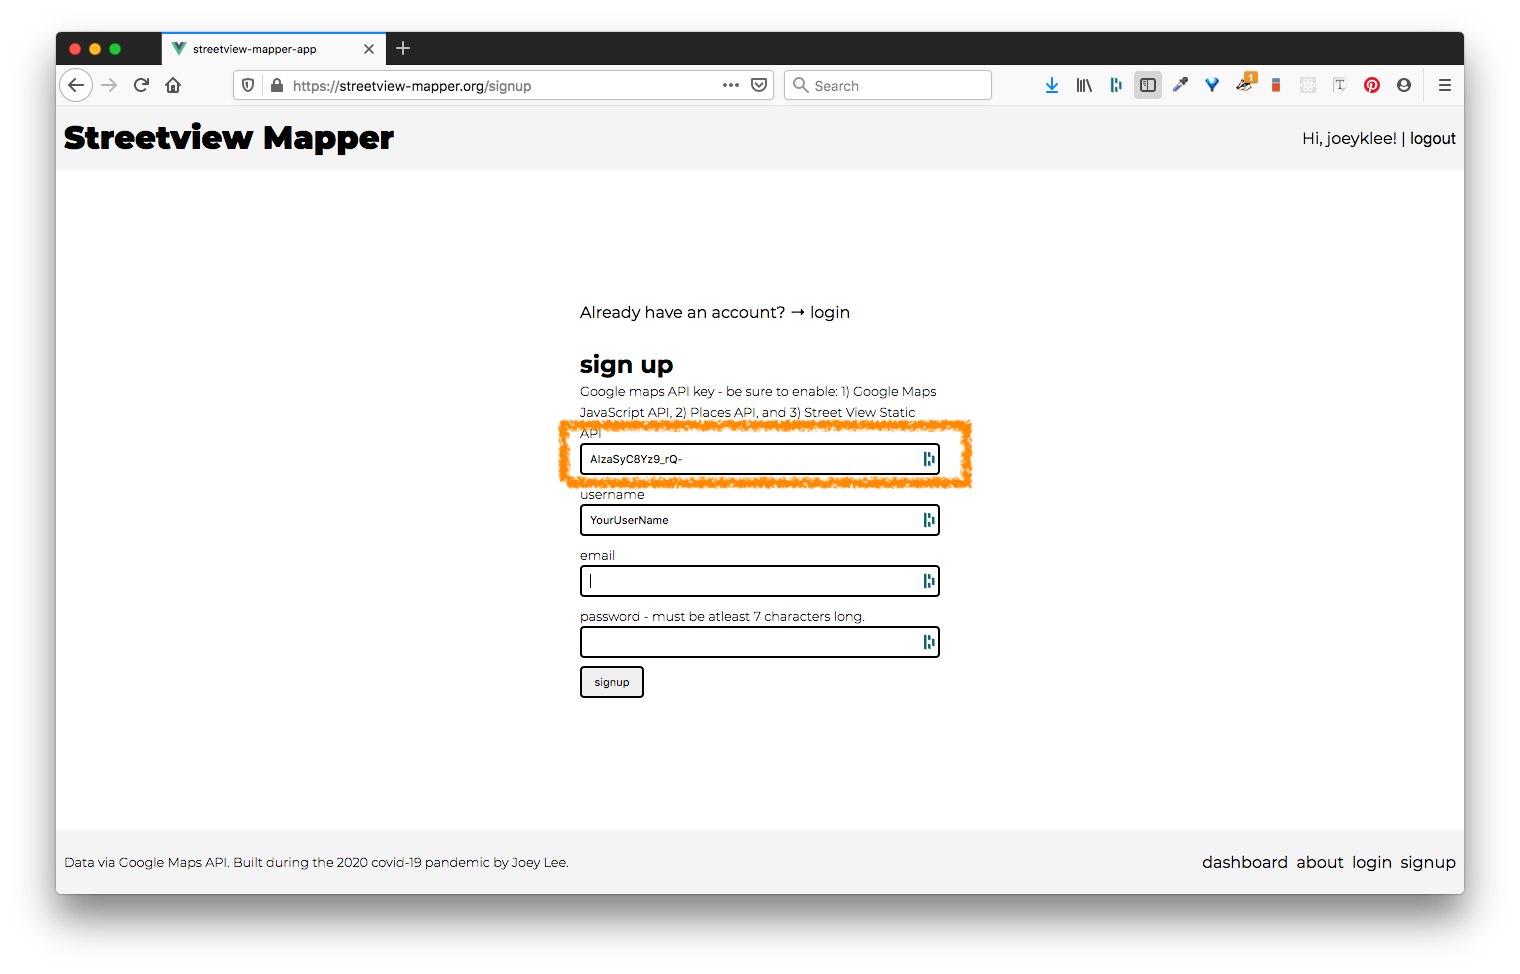 streetview-mapper-app
https://streetview-mapper.org/signup
Search
1
Streetview Mapper
Hi, joeyklee! | logout
Already have an account? → login
sign up
Google maps API key - be sure to enable: 1) Google Maps
JavaScript API, 2) Places API, and 3) Street View Static
API
AIzaSyC8Yz9_rQ-
username
YourUserName
email
password - must be atleast 7 characters long.
signup
Data via Google Maps API. Built during the 2020 covid-19 pandemic by Joey Lee.
dashboard about login signup